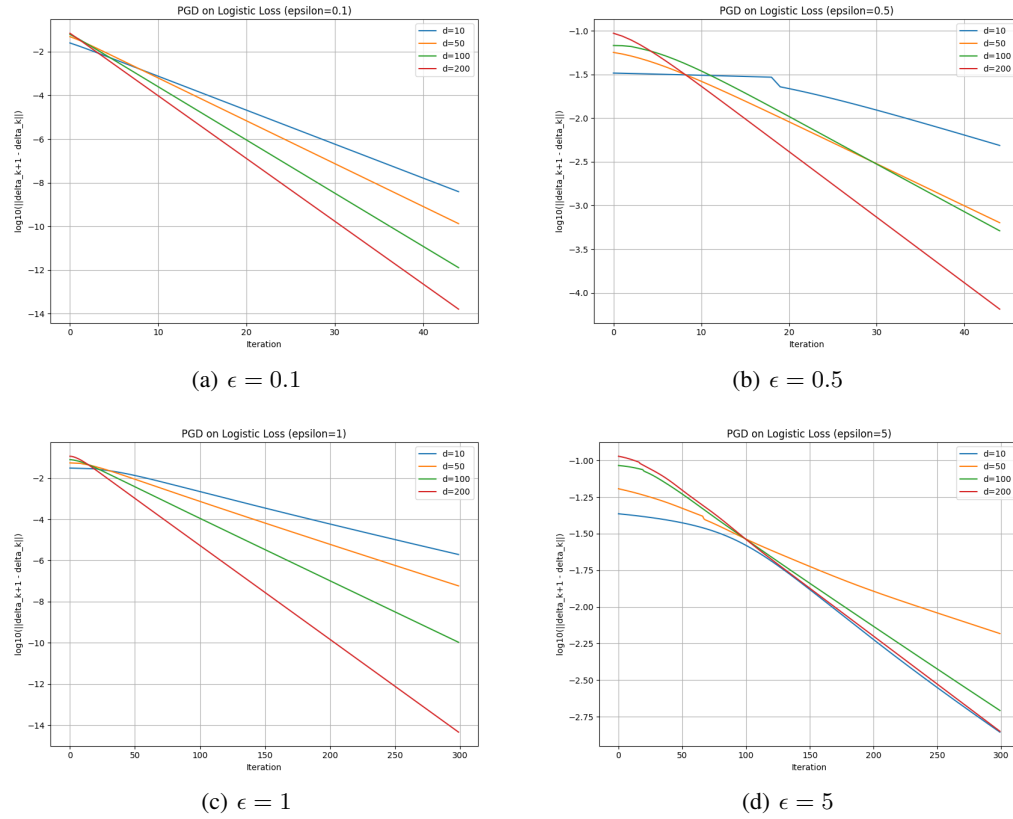 PGD on Logistic Loss (epsilon=0.1)
log10(||delta_k+1 - delta_k||)
−2
−4
−6
−8
−10
−12
−14
0
10
20
30
40
Iteration
d=10
d=50
d=100
d=200
(a) ϵ = 0.1
PGD on Logistic Loss (epsilon=0.5)
log10(||delta_k+1 - delta_k||)
−1.0
−1.5
−2.0
−2.5
−3.0
−3.5
−4.0
0
10
20
30
40
Iteration
d=10
d=50
d=100
d=200
(b) ϵ = 0.5
PGD on Logistic Loss (epsilon=1)
log10(||delta_k+1 - delta_k||)
−2
−4
−6
−8
−10
−12
−14
0
50
100
150
200
250
300
Iteration
d=10
d=50
d=100
d=200
(c) ϵ = 1
PGD on Logistic Loss (epsilon=5)
log10(||delta_k+1 - delta_k||)
−1.00
−1.25
−1.50
−1.75
−2.00
−2.25
−2.50
−2.75
0
50
100
150
200
250
300
Iteration
d=10
d=50
d=100
d=200
(d) ϵ = 5